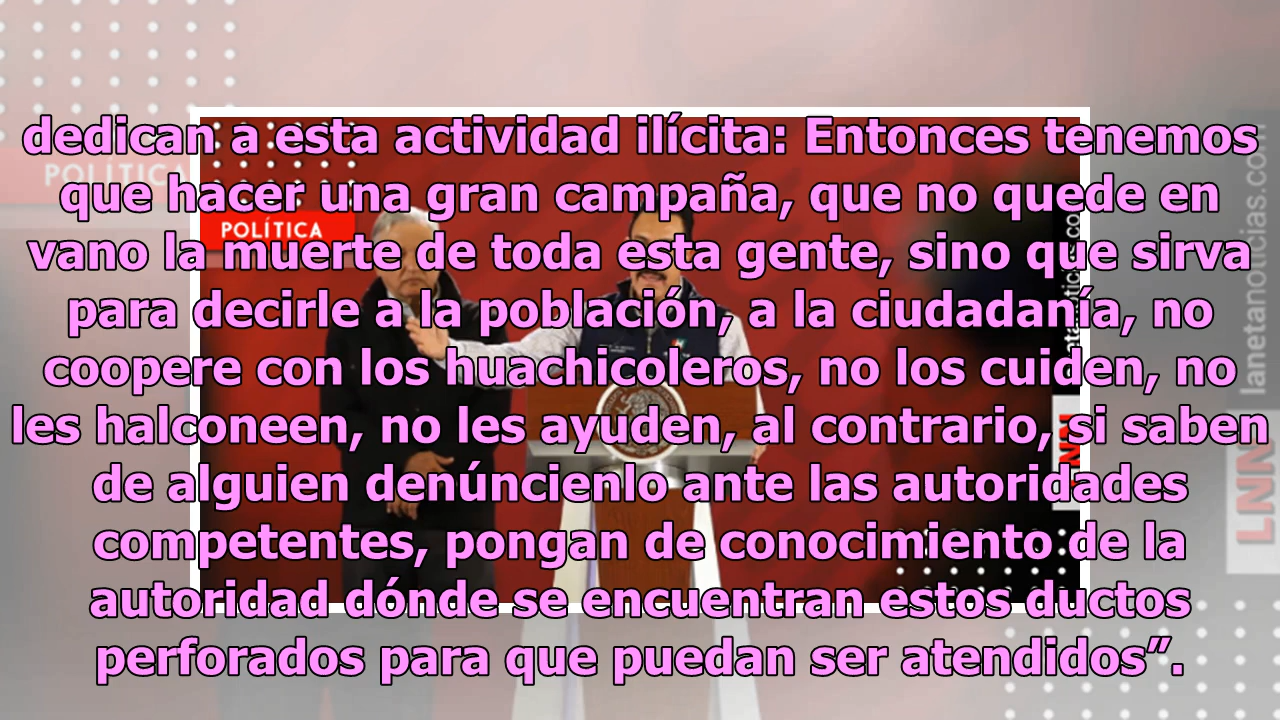 dedican a esta actividad ilícita: Entonces tenemos
que hacer una gran campaña, que no quede en
vano la muerte de toda esta gente, sino que sirva
para decirle a la población, a la ciudadanía, no
coopere con los huachicoleros, no los cuiden, no
les halconeen, no les ayuden, al contrario, si saben
de alguien denúncienlo ante las autoridades
competentes, pongan de conocimiento de la
autoridad dónde se encuentran estos ductos
perforados para que puedan ser atendidos”.
POLÍTICA
POLÍTICA
lanetanoticias.com
LNN